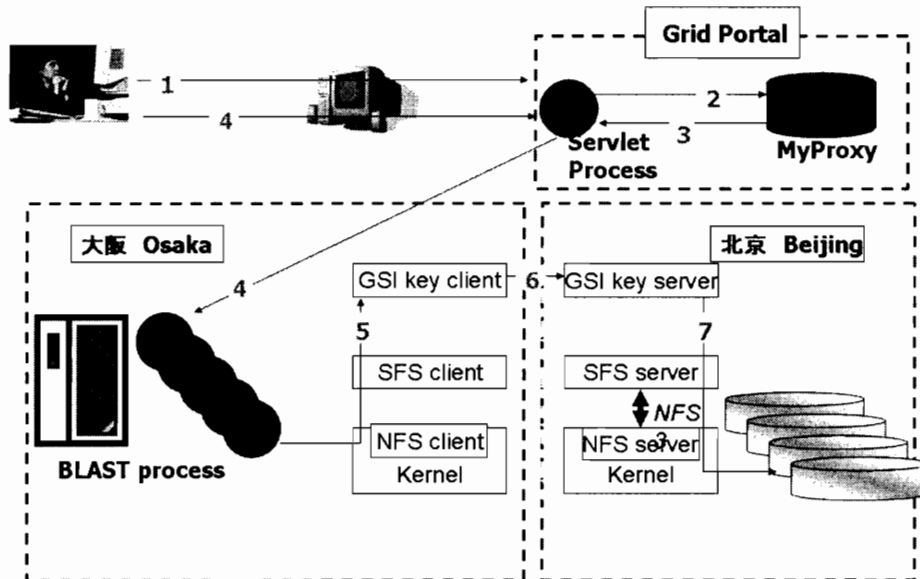 Grid Portal
1
2
4
3
Servlet
Process
MyProxy
大阪 Osaka
北京 Beijing
4
GSI key client
6
GSI key server
5
7
SFS client
SFS server
NFS
3
NFS client
NFS server
BLAST process
Kernel
Kernel